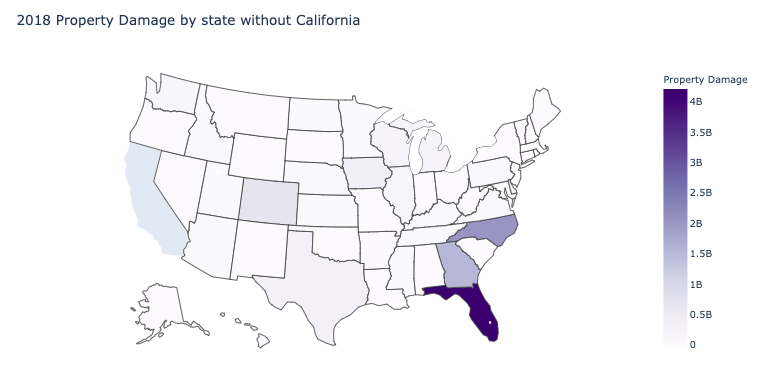 2018 Property Damage by state without California
Property Damage
4B
3.5B
3B
2.5B
2B
1.5B
1B
0.5B
0